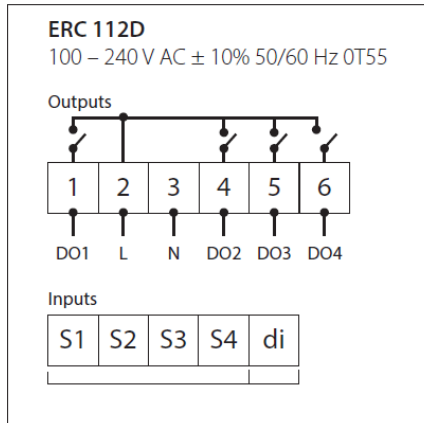 ERC 112D
100 – 240 V AC ± 10% 50/60 Hz 0T55
Outputs
1 2 3 4 5 6
DO1 L N DO2 DO3 DO4
Inputs
S1 S2 S3 S4 di